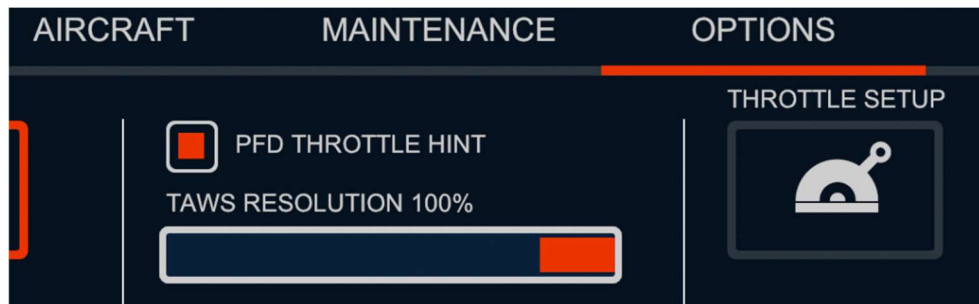 AIRCRAFT MAINTENANCE OPTIONS
THROTTLE SETUP
PFD THROTTLE HINT
TAWS RESOLUTION 100%